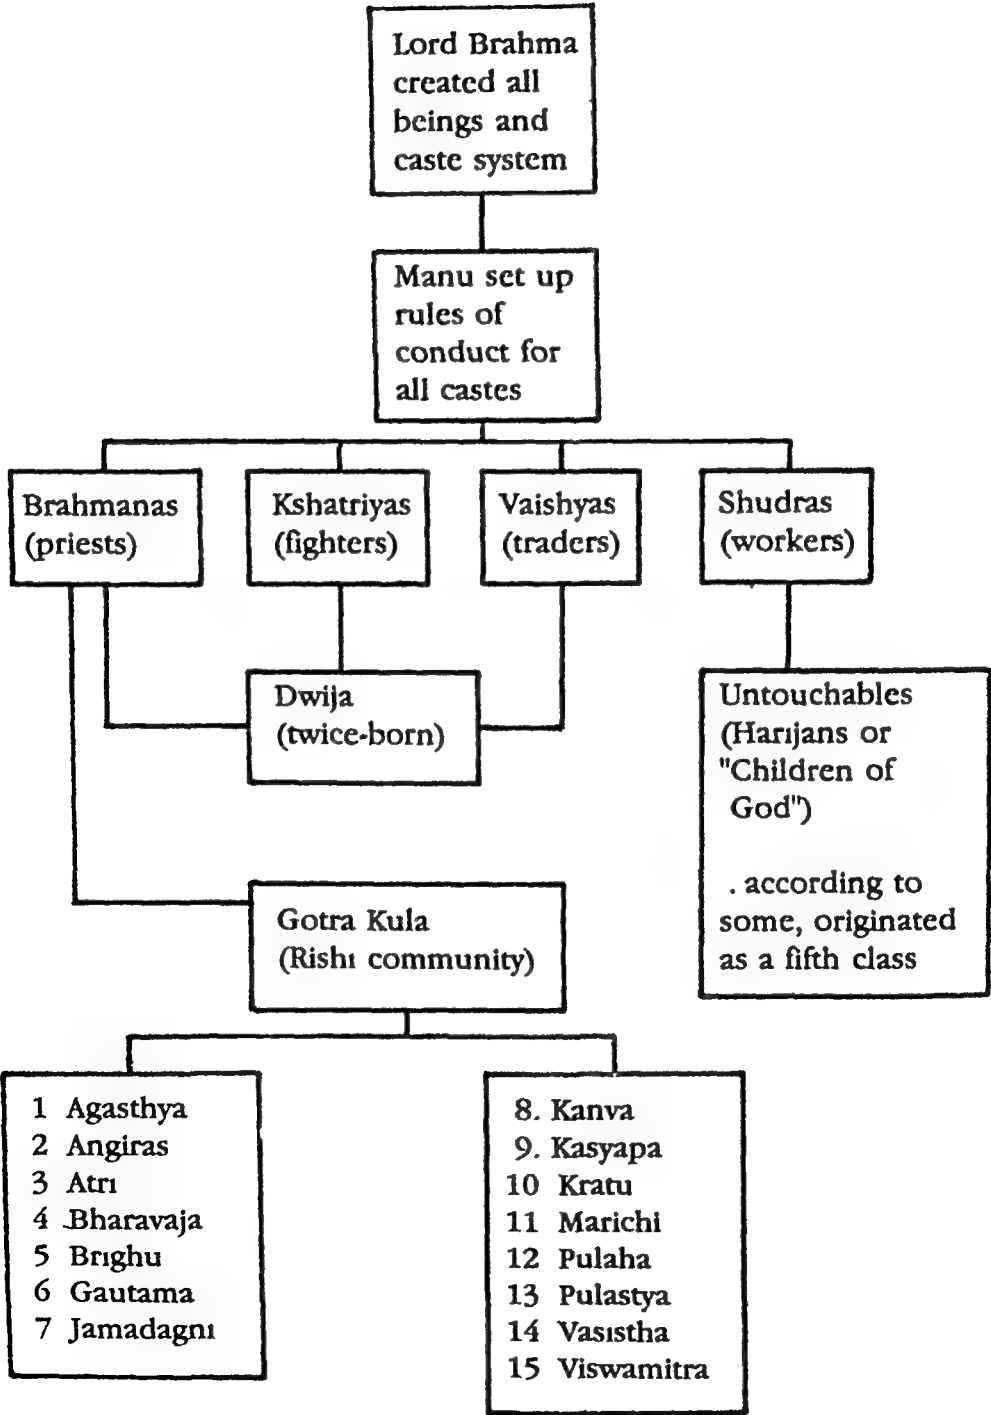 Lord Brahma
created all
beings and
caste system
Manu set up
rules of
conduct for
all castes
Brahmanas
(priests)
Kshatriyas
(fighters)
Vaishyas
(traders)
Shudras
(workers)
Dwija
(twice-born)
Untouchables
(Harijans or
"Children of
God")
. according to
some, originated
as a fifth class
Gotra Kula
(Rishi community)
1 Agasthya
2 Angiras
3 Atri
4 Bharavaja
5 Brighu
6 Gautama
7 Jamadagni
8. Kanva
9. Kasyapa
10 Kratu
11 Marichi
12 Pulaha
13 Pulastya
14 Vasistha
15 Viswamitra